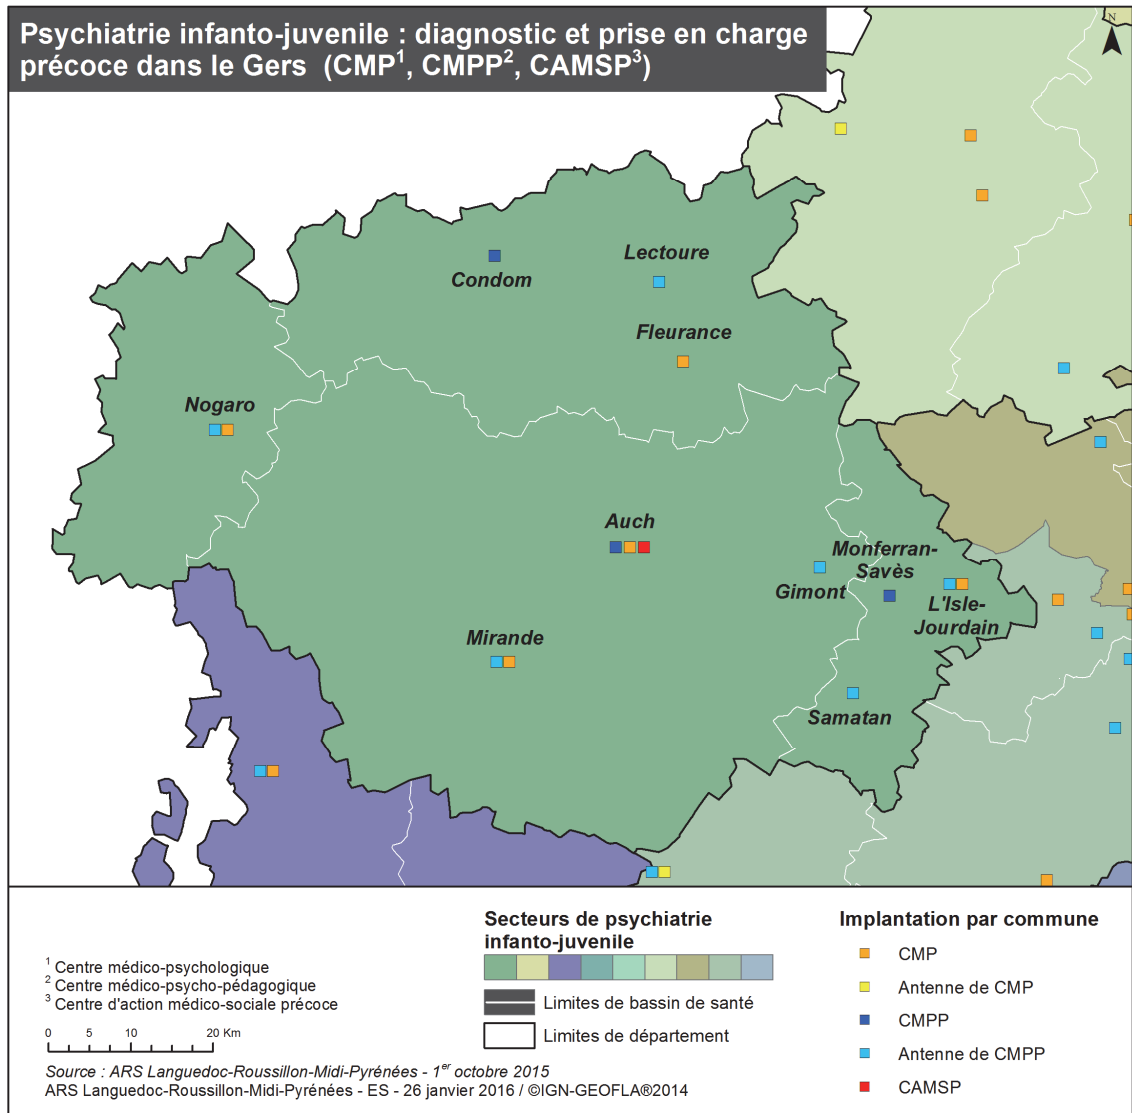 Psychiatrie infanto-juvenile : diagnostic et prise en charge
précoce dans le Gers (CMP¹, CMPP², CAMSP³)
N
Condom
Lectoure
Fleurance
Nogaro
Auch
Monferran-
Savès
Gimont
L'Isle-
Jourdain
Mirande
Samatan
Secteurs de psychiatrie
infanto-juvenile
Limites de bassin de santé
Limites de département
Implantation par commune
CMP
Antenne de CMP
CMPP
Antenne de CMPP
CAMSP
¹ Centre médico-psychologique
² Centre médico-psycho-pédagogique
³ Centre d'action médico-sociale précoce
0 5 10 20 Km
Source : ARS Languedoc-Roussillon-Midi-Pyrénées - 1er octobre 2015
ARS Languedoc-Roussillon-Midi-Pyrénées - ES - 26 janvier 2016 / ©IGN-GEOFLA®2014